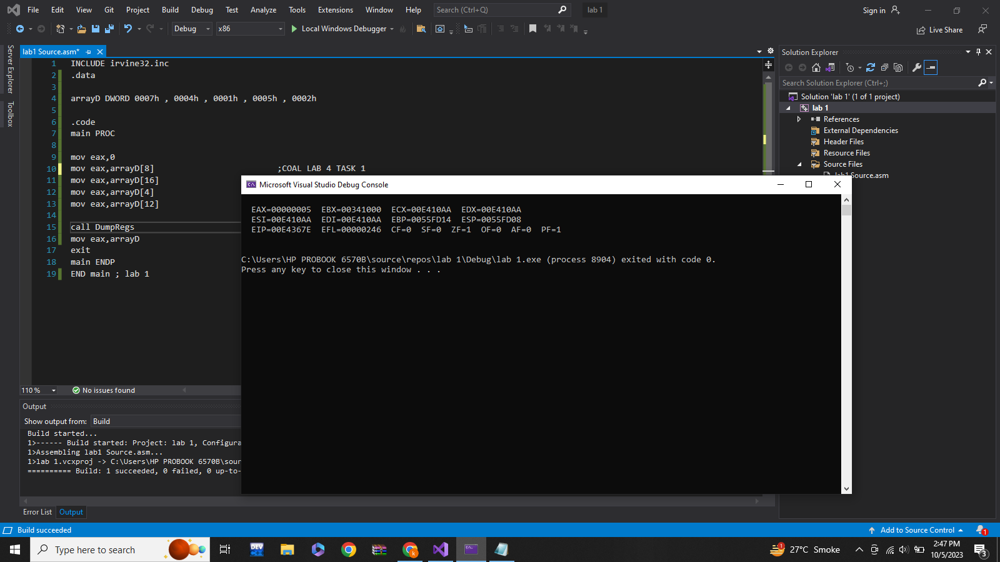 File Edit View Git Project Build Debug Test Analyze Tools Extensions Window Help Search (Ctrl+Q) lab 1 Sign in
Debug x86 Local Windows Debugger Live Share
Server Explorer
Toolbox
lab1 Source.asm*
1 INCLUDE irvine32.inc
2 .data
3
4 arrayD DWORD 0007h , 0004h , 0001h , 0005h , 0002h
5
6 .code
7 main PROC
8
9 mov eax,0
10 mov eax,arrayD[8] ;COAL LAB 4 TASK 1
11 mov eax,arrayD[16]
12 mov eax,arrayD[4]
13 mov eax,arrayD[12]
14
15 call DumpRegs
16 mov eax,arrayD
17 exit
18 main ENDP
19 END main ; lab 1
110 % No issues found
Microsoft Visual Studio Debug Console
EAX=00000005 EBX=00341000 ECX=00E410AA EDX=00E410AA
ESI=00E410AA EDI=00E410AA EBP=0055FD14 ESP=0055FD08
EIP=00E4367E EFL=00000246 CF=0 SF=0 ZF=1 OF=0 AF=0 PF=1
C:\Users\HP PROBOOK 6570B\source\repos\lab 1\Debug\lab 1.exe (process 8904) exited with code 0.
Press any key to close this window . . .
Solution Explorer
Search Solution Explorer (Ctrl+;)
Solution 'lab 1' (1 of 1 project)
lab 1
References
External Dependencies
Header Files
Resource Files
Source Files
lab1 Source.asm
Output
Show output from: Build
Build started...
1>------ Build started: Project: lab 1, Configura
1>Assembling lab1 Source.asm...
1>lab 1.vcxproj -> C:\Users\HP PROBOOK 6570B\sour
========== Build: 1 succeeded, 0 failed, 0 up-to-
Error List Output
Build succeeded Add to Source Control 1
Type here to search DEV 1 27°C Smoke 2:47 PM
10/5/2023 3